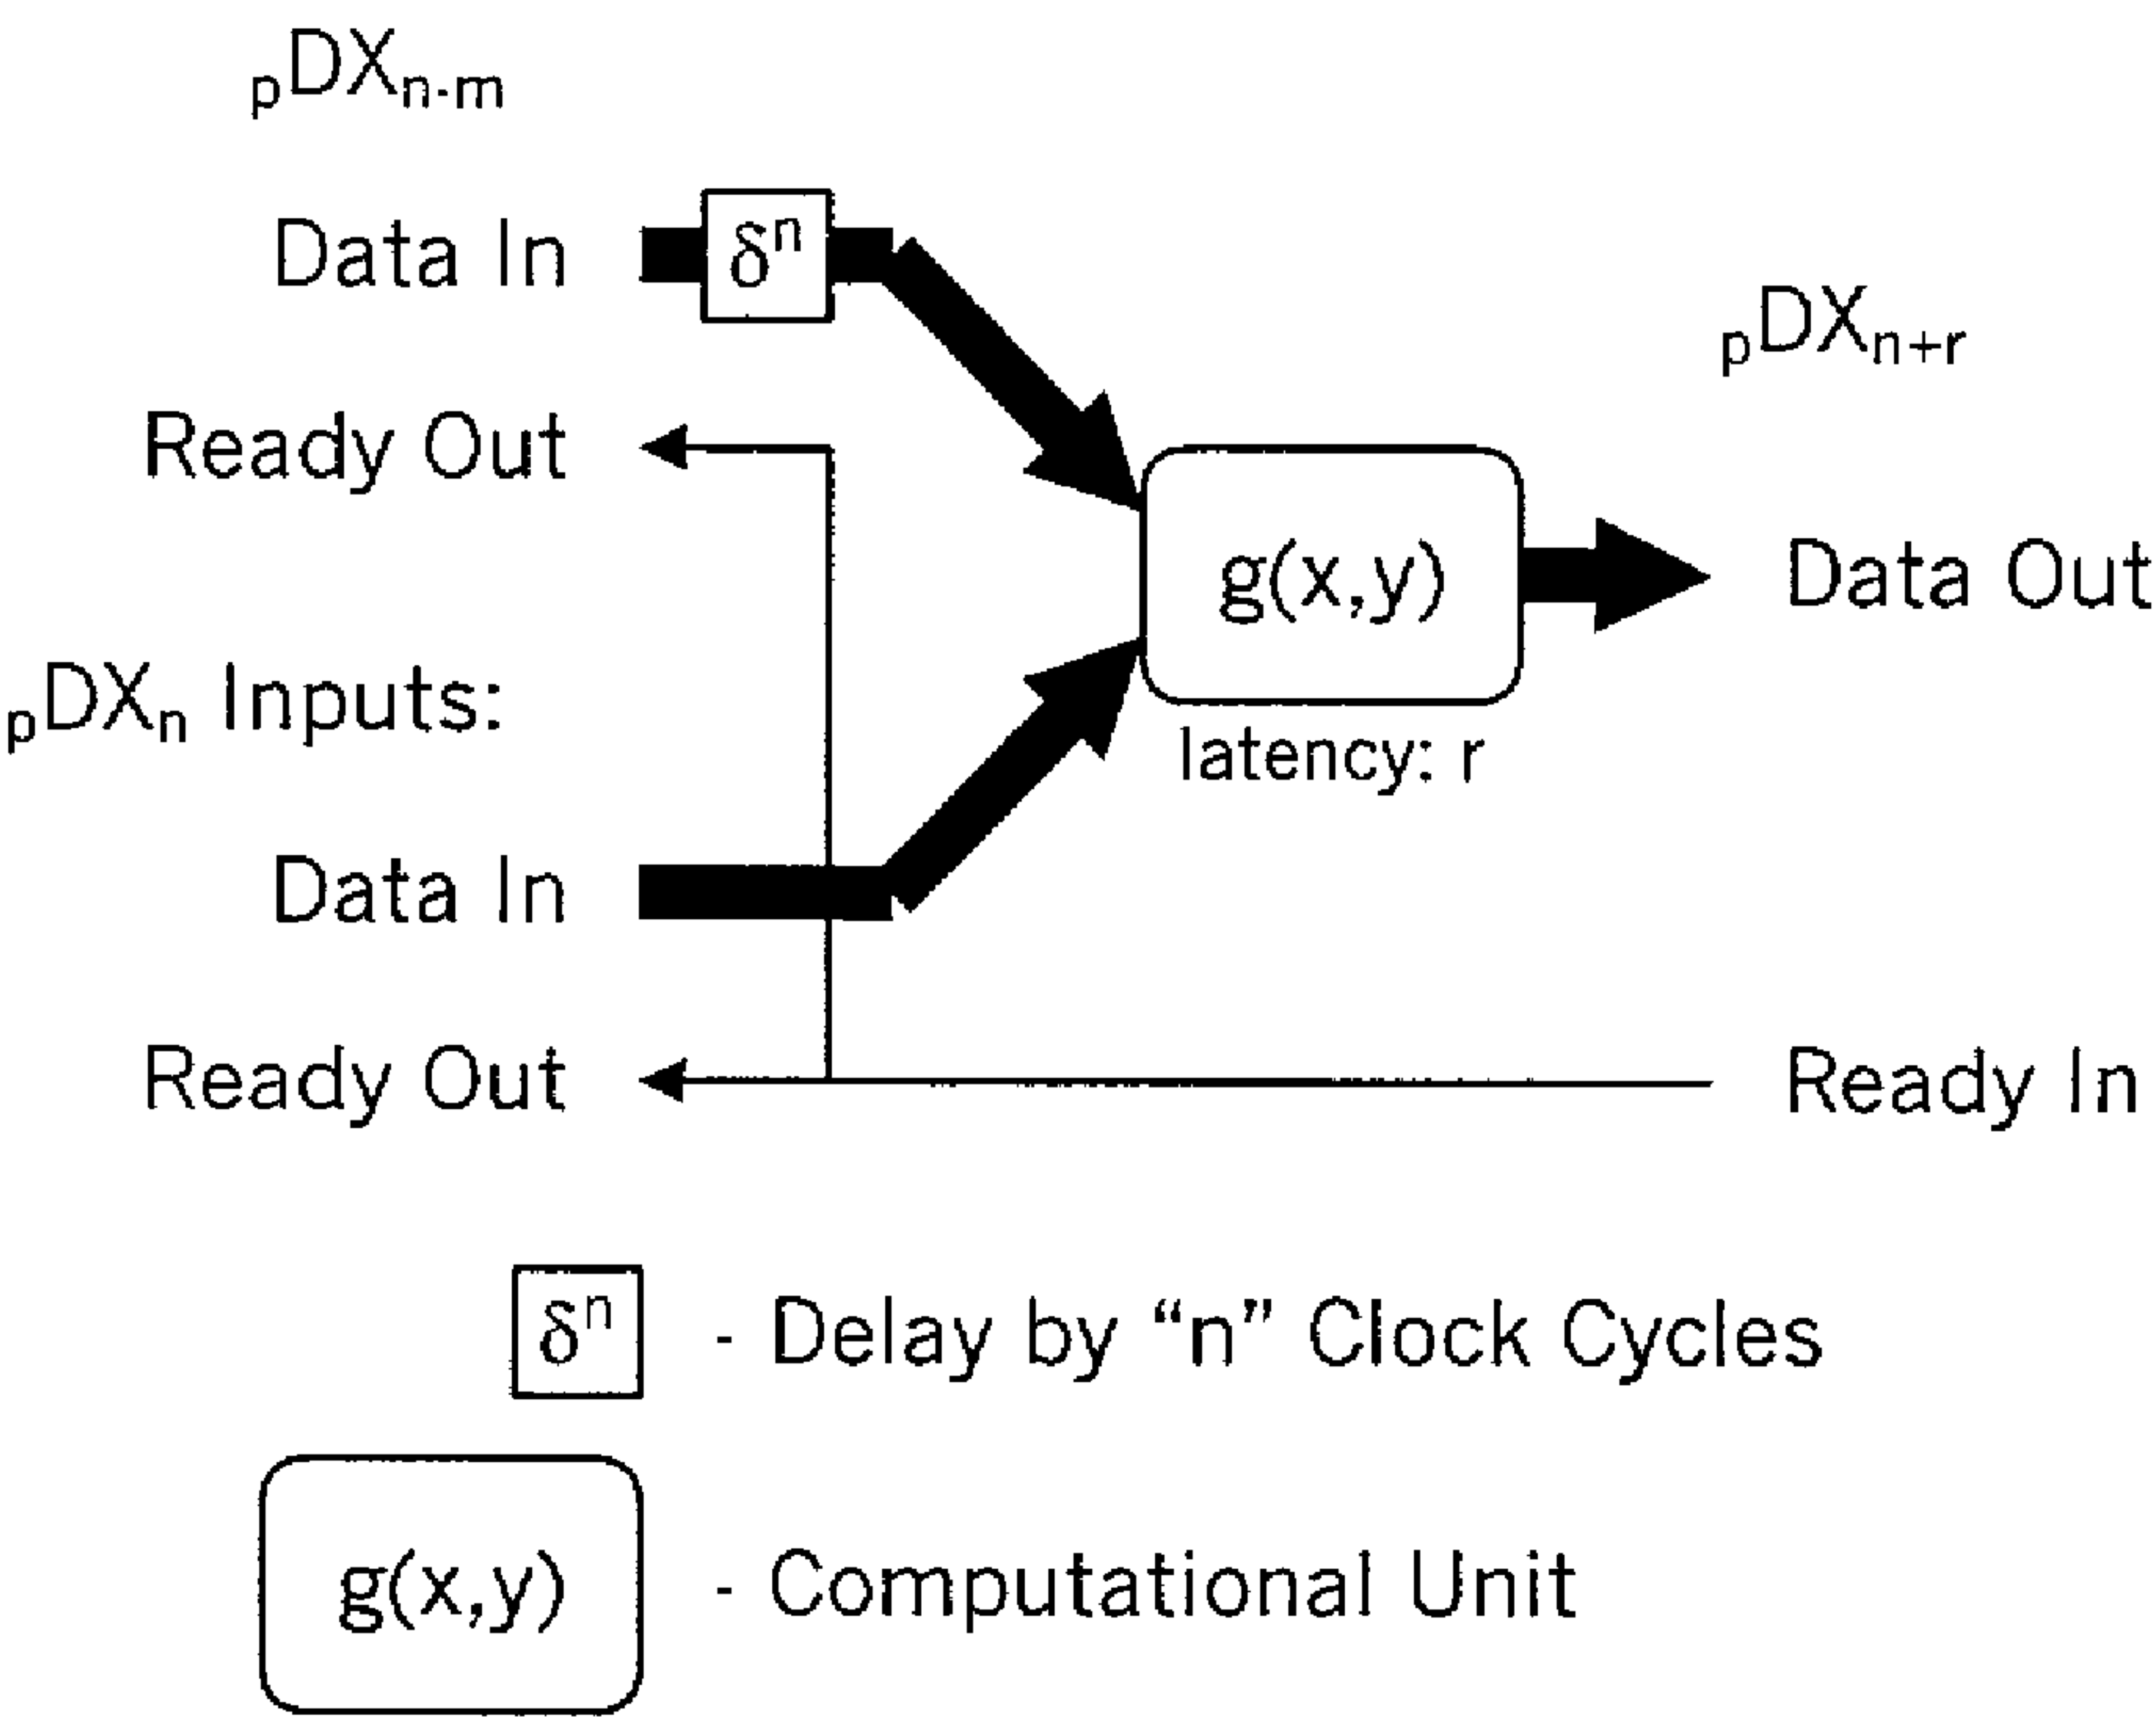 pDXn-m
Data In
δn
Ready Out
pDXn+r
g(x,y)
Data Out
latency: r
pDXn Inputs:
Data In
Ready Out
Ready In
δn - Delay by “n” Clock Cycles
g(x,y) - Computational Unit